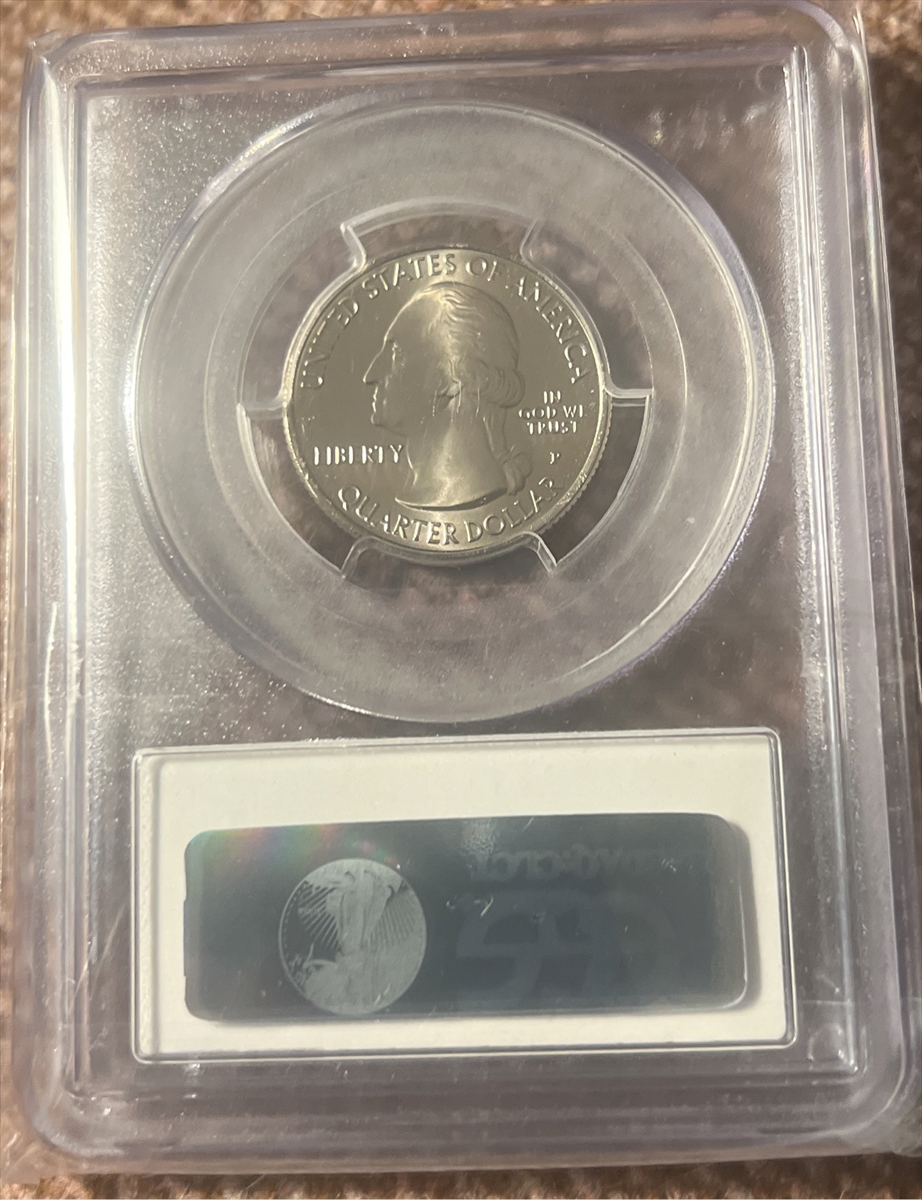 UNITED STATES OF AMERICA
IN
GOD WE
TRUST
LIBERTY
P
QUARTER DOLLAR